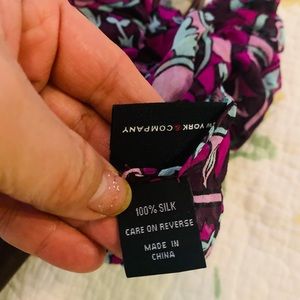 W YORK&COMPANY
100% SILK
CARE ON REVERSE
MADE IN
CHINA